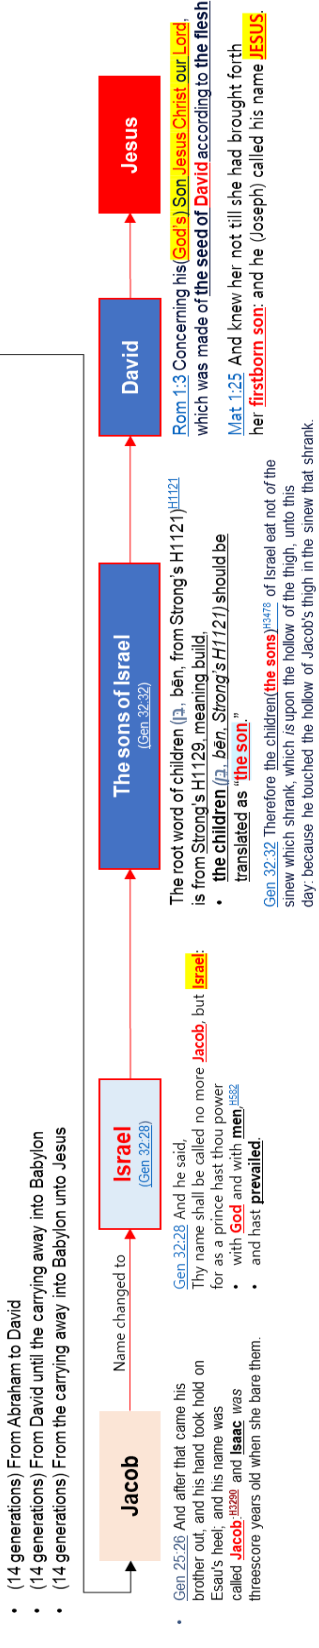 • (14 generations) From Abraham to David
• (14 generations) From David until the carrying away into Babylon
• (14 generations) From the carrying away into Babylon unto Jesus
Jacob
Name changed to
Israel
(Gen 32:28)
The sons of Israel
(Gen 32:32)
David
Jesus
• Gen 25:26 And after that came his
brother out, and his hand took hold on
Esau's heel; and his name was
called Jacob:H3290 and Isaac was
threescore years old when she bare them.
Gen 32:28 And he said,
Thy name shall be called no more Jacob, but Israel:
for as a prince hast thou power
• with God and with men,H582
• and hast prevailed.
The root word of children (בן, bên, from Strong's H1121)H1121
is from Strong's H1129, meaning build,
• the children (בן, bên, Strong's H1121) should be
translated as “the son.”
Gen 32:32 Therefore the children(the sons)H3478 of Israel eat not of the
sinew which shrank, which is upon the hollow of the thigh, unto this
day: because he touched the hollow of Jacob's thigh in the sinew that shrank.
Rom 1:3 Concerning his(God's) Son Jesus Christ our Lord,
which was made of the seed of David according to the flesh
Mat 1:25 And knew her not till she had brought forth
her firstborn son: and he (Joseph) called his name JESUS.